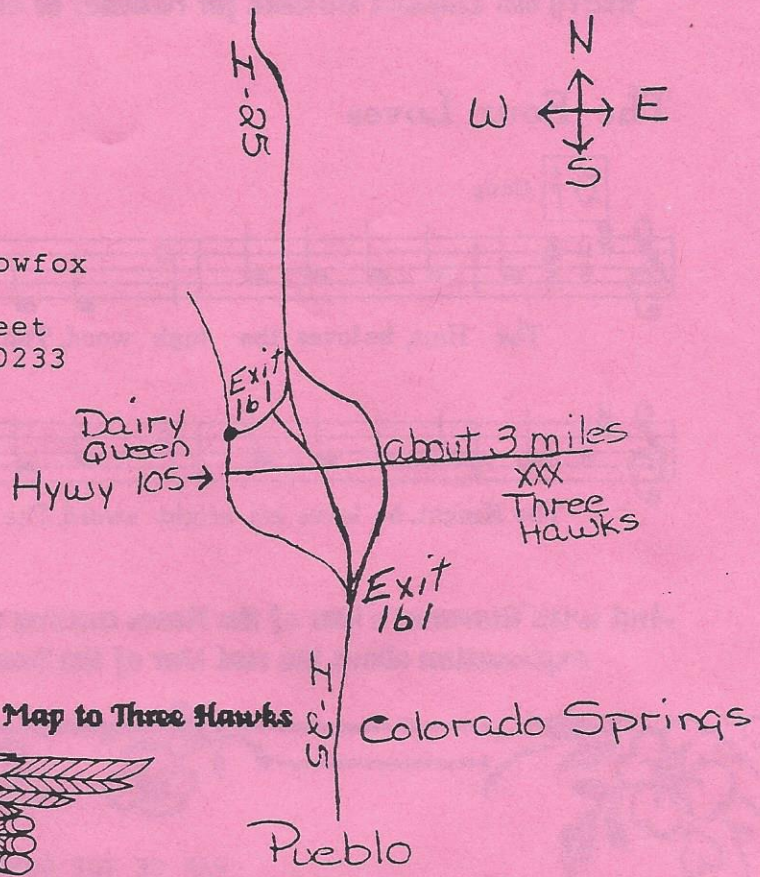 N
W E
S
I-25
owfox
eet
0233
Exit
161
Dairy
Queen
Hywy 105→
about 3 miles
XXX
Three
Hawks
Exit
161
I-25
Map to Three Hawks
Colorado Springs
Pueblo